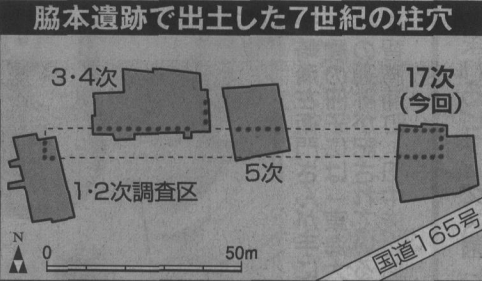 脇本遺跡で出土した7世紀の柱穴
3・4次
17次
(今回)
5次
1・2次調査区
国道165号
N
0
50m